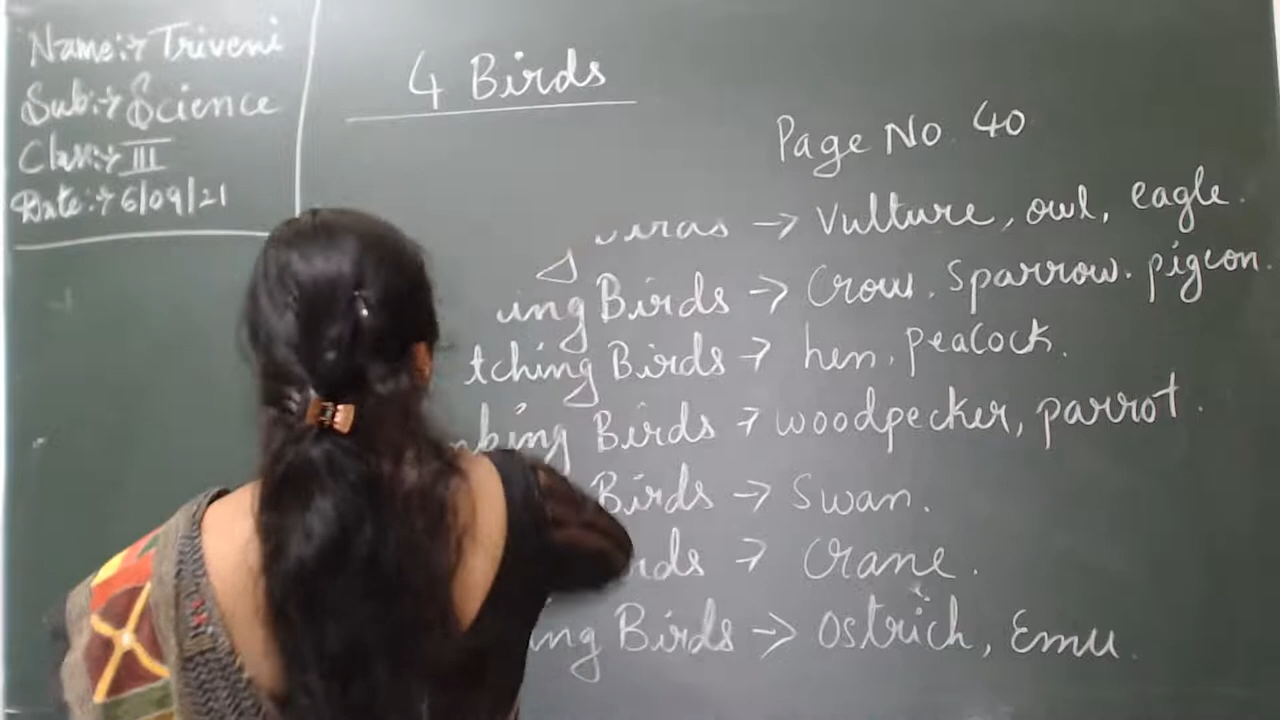 Name:→ Triveni
Sub:→ Science
Class:→ III
Date:→ 6/09/21
4 Birds
Page No. 40
→ Vulture, owl, eagle.
Birds → Crow, Sparrow, pigeon.
Birds → hen, peacock.
Birds → woodpecker, parrot.
Birds → Swan.
→ Crane.
Birds → Ostrich, Emu.